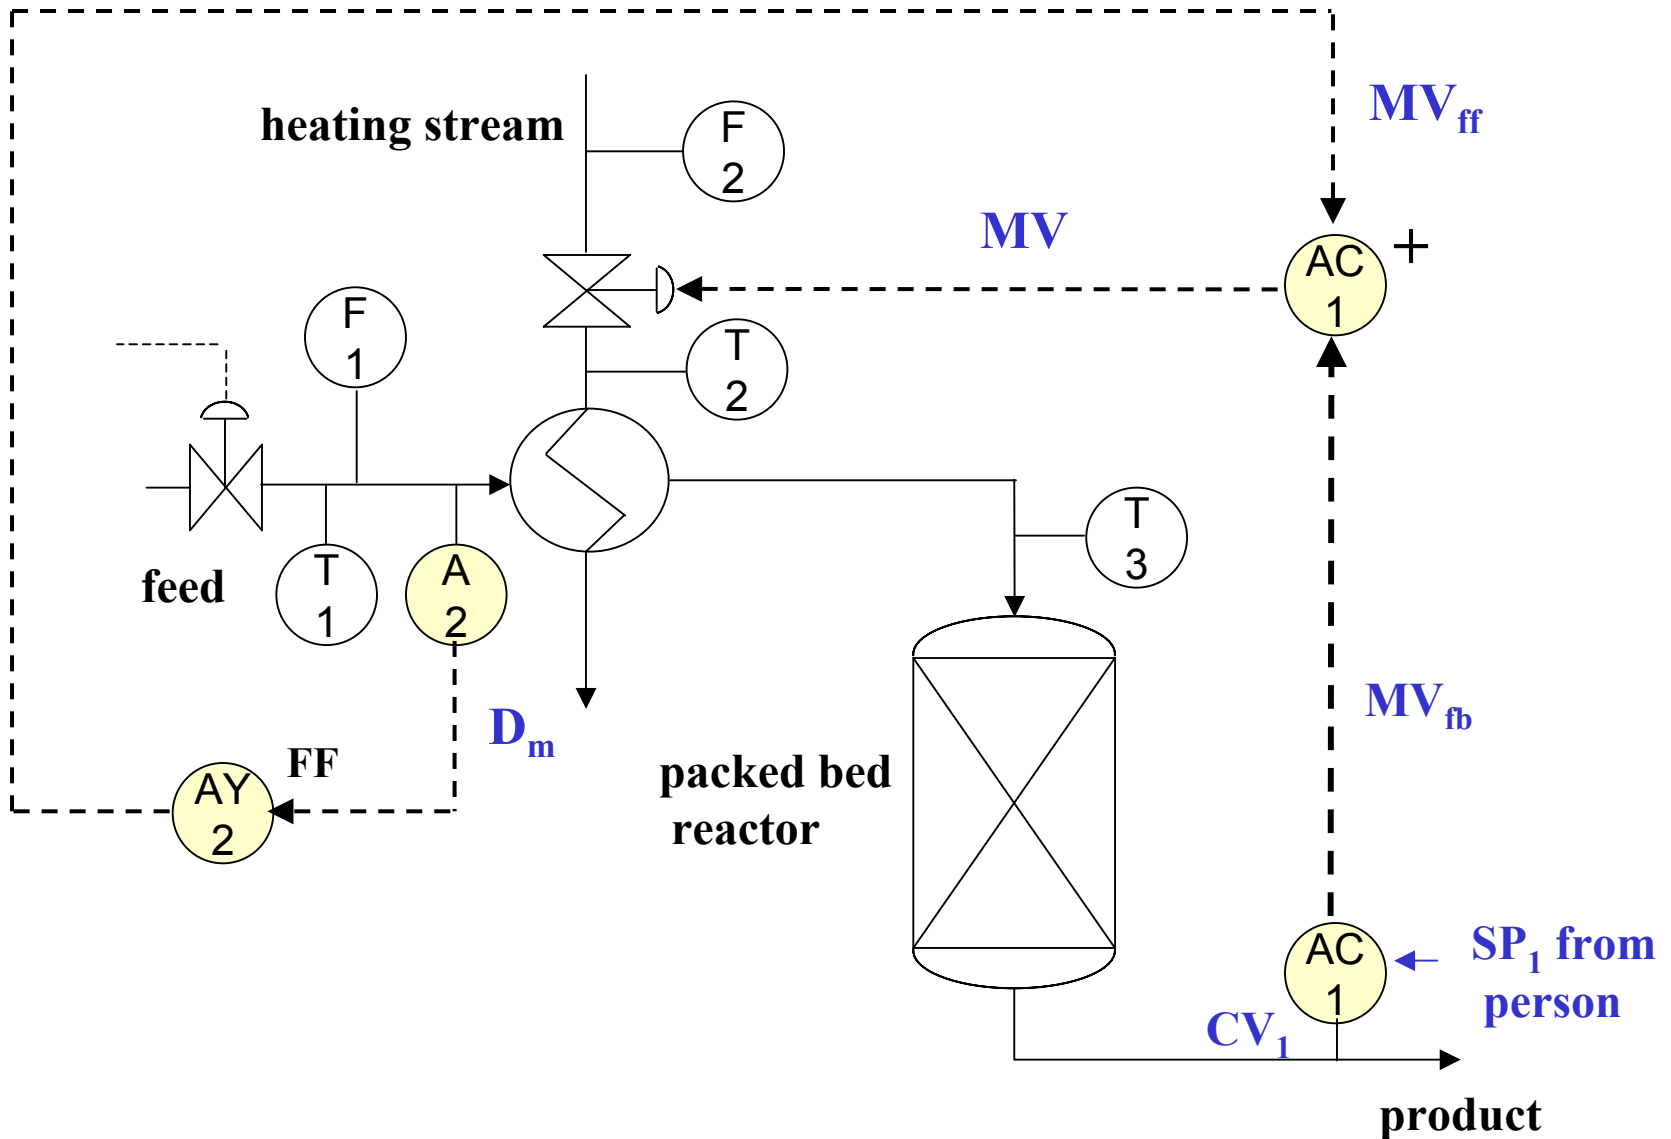 MVff
heating stream
F
2
MV
AC
1
+
F
1
T
2
T
3
feed
T
1
A
2
Dm
MVfb
FF
AY
2
packed bed
reactor
AC
1
SP1 from
person
CV1
product